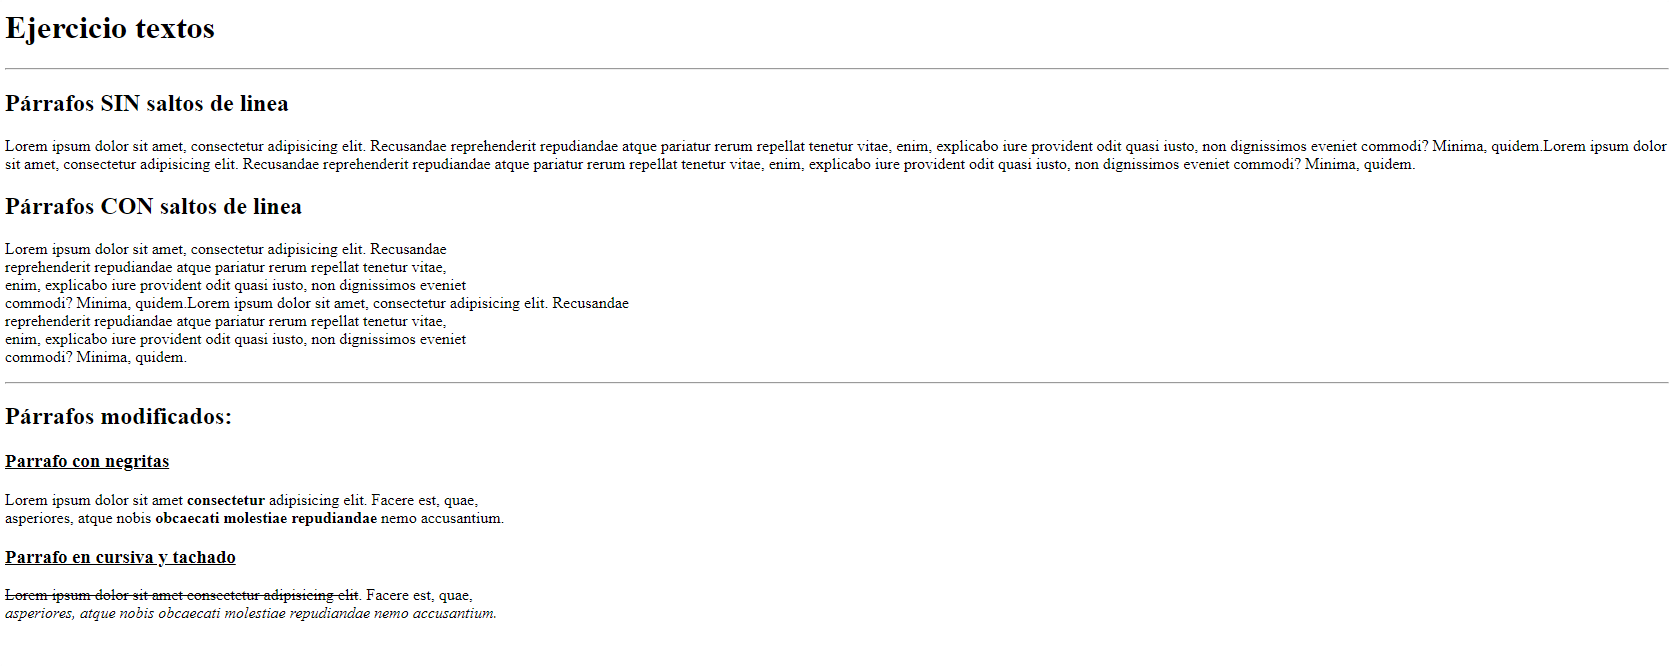 Ejercicio textos
Párrafos SIN saltos de linea
Lorem ipsum dolor sit amet, consectetur adipisicing elit. Recusandae reprehenderit repudiandae atque pariatur rerum repellat tenetur vitae, enim, explicabo iure provident odit quasi iusto, non dignissimos eveniet commodi? Minima, quidem.Lorem ipsum dolor
sit amet, consectetur adipisicing elit. Recusandae reprehenderit repudiandae atque pariatur rerum repellat tenetur vitae, enim, explicabo iure provident odit quasi iusto, non dignissimos eveniet commodi? Minima, quidem.
Párrafos CON saltos de linea
Lorem ipsum dolor sit amet, consectetur adipisicing elit. Recusandae
reprehenderit repudiandae atque pariatur rerum repellat tenetur vitae,
enim, explicabo iure provident odit quasi iusto, non dignissimos eveniet
commodi? Minima, quidem.Lorem ipsum dolor sit amet, consectetur adipisicing elit. Recusandae
reprehenderit repudiandae atque pariatur rerum repellat tenetur vitae,
enim, explicabo iure provident odit quasi iusto, non dignissimos eveniet
commodi? Minima, quidem.
Párrafos modificados:
Parrafo con negritas
Lorem ipsum dolor sit amet consectetur adipisicing elit. Facere est, quae,
asperiores, atque nobis obcaecati molestiae repudiandae nemo accusantium.
Parrafo en cursiva y tachado
Lorem ipsum dolor sit amet consectetur adipisicing elit. Facere est, quae,
asperiores, atque nobis obcaecati molestiae repudiandae nemo accusantium.